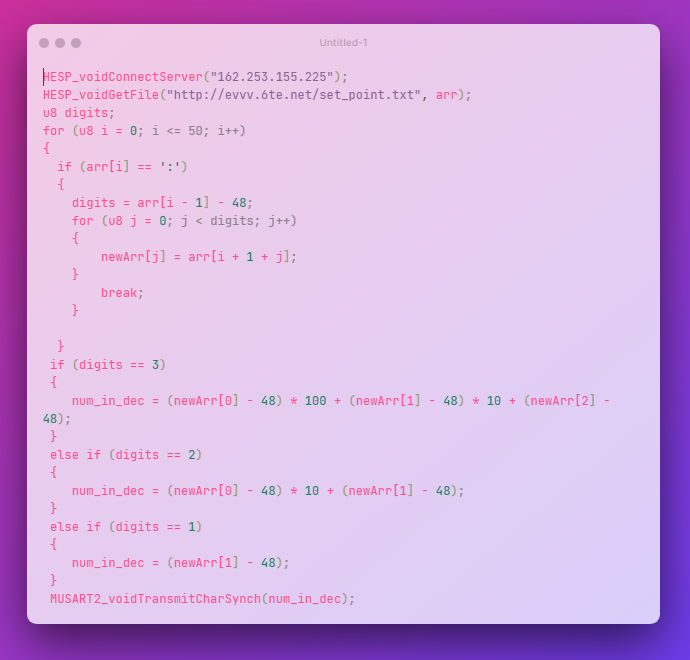 Untitled-1
HESP_voidConnectServer("162.253.155.225");
HESP_voidGetFile("http://evvv.6te.net/set_point.txt", arr);
u8 digits;
for (u8 i = 0; i <= 50; i++)
{
  if (arr[i] == ':')
  {
    digits = arr[i - 1] - 48;
    for (u8 j = 0; j < digits; j++)
    {
        newArr[j] = arr[i + 1 + j];
    }
        break;
    }
  }
 if (digits == 3)
 {
    num_in_dec = (newArr[0] - 48) * 100 + (newArr[1] - 48) * 10 + (newArr[2] -
48);
 }
 else if (digits == 2)
 {
    num_in_dec = (newArr[0] - 48) * 10 + (newArr[1] - 48);
 }
 else if (digits == 1)
 {
    num_in_dec = (newArr[1] - 48);
 }
 MUSART2_voidTransmitCharSynch(num_in_dec);